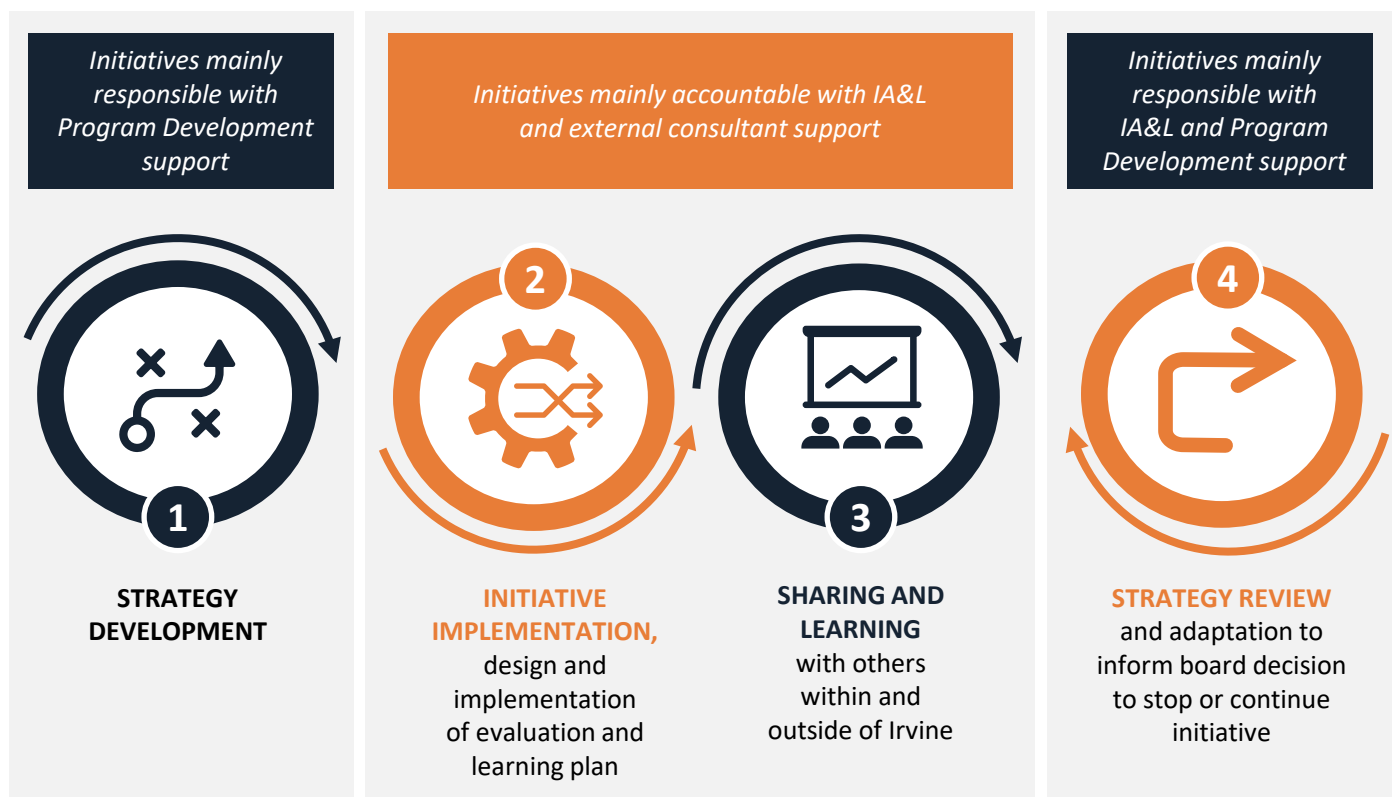 Initiatives mainly
responsible with
Program Development
support
Initiatives mainly accountable with IA&L
and external consultant support
Initiatives mainly
responsible with
IA&L and Program
Development support
1
STRATEGY
DEVELOPMENT
2
INITIATIVE
IMPLEMENTATION,
design and
implementation
of evaluation and
learning plan
3
SHARING AND
LEARNING
with others
within and
outside of Irvine
4
STRATEGY REVIEW
and adaptation to
inform board decision
to stop or continue
initiative